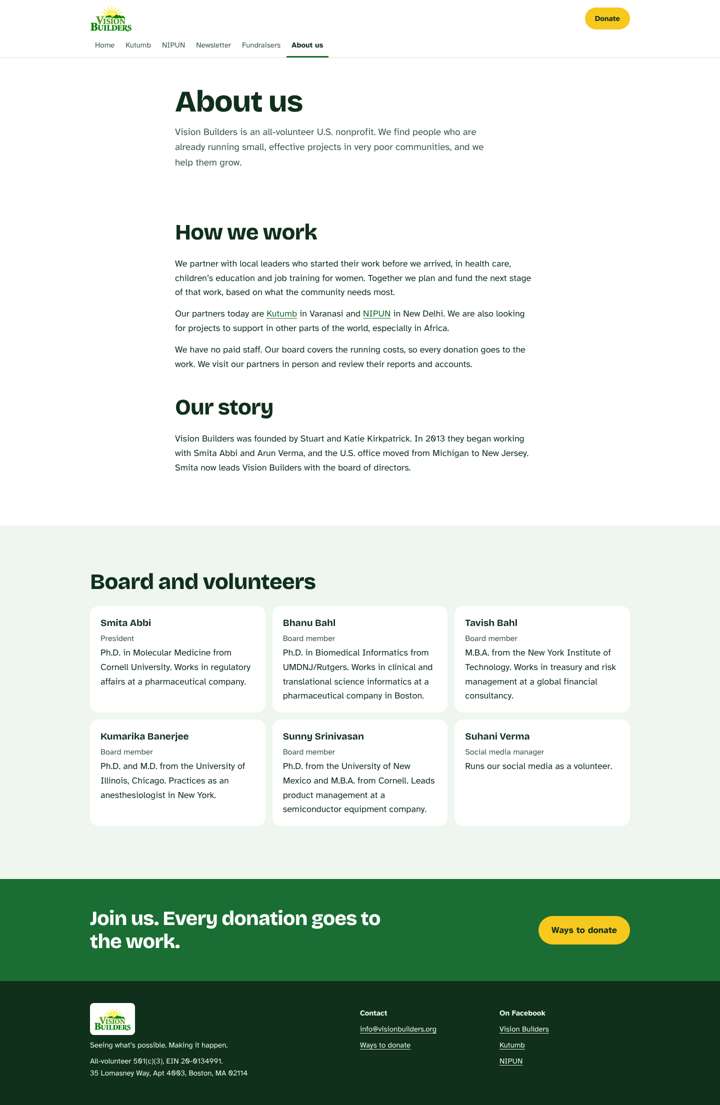 VISION
BUILDERS
Donate
Home Kutumb NIPUN Newsletter Fundraisers About us
About us
Vision Builders is an all-volunteer U.S. nonprofit. We find people who are
already running small, effective projects in very poor communities, and we
help them grow.
How we work
We partner with local leaders who started their work before we arrived, in health care,
children's education and job training for women. Together we plan and fund the next stage
of that work, based on what the community needs most.
Our partners today are Kutumb in Varanasi and NIPUN in New Delhi. We are also looking
for projects to support in other parts of the world, especially in Africa.
We have no paid staff. Our board covers the running costs, so every donation goes to the
work. We visit our partners in person and review their reports and accounts.
Our story
Vision Builders was founded by Stuart and Katie Kirkpatrick. In 2013 they began working
with Smita Abbi and Arun Verma, and the U.S. office moved from Michigan to New Jersey.
Smita now leads Vision Builders with the board of directors.
Board and volunteers
Smita Abbi
President
Ph.D. in Molecular Medicine from
Cornell University. Works in regulatory
affairs at a pharmaceutical company.
Bhanu Bahl
Board member
Ph.D. in Biomedical Informatics from
UMDNJ/Rutgers. Works in clinical and
translational science informatics at a
pharmaceutical company in Boston.
Tavish Bahl
Board member
M.B.A. from the New York Institute of
Technology. Works in treasury and risk
management at a global financial
consultancy.
Kumarika Banerjee
Board member
Ph.D. and M.D. from the University of
Illinois, Chicago. Practices as an
anesthesiologist in New York.
Sunny Srinivasan
Board member
Ph.D. from the University of New
Mexico and M.B.A. from Cornell. Leads
product management at a
semiconductor equipment company.
Suhani Verma
Social media manager
Runs our social media as a volunteer.
Join us. Every donation goes to
the work.
Ways to donate
VISION
BUILDERS
Seeing what's possible. Making it happen.
All-volunteer 501(c)(3), EIN 20-0134991.
35 Lomasney Way, Apt 4003, Boston, MA 02114
Contact
info@visionbuilders.org
Ways to donate
On Facebook
Vision Builders
Kutumb
NIPUN